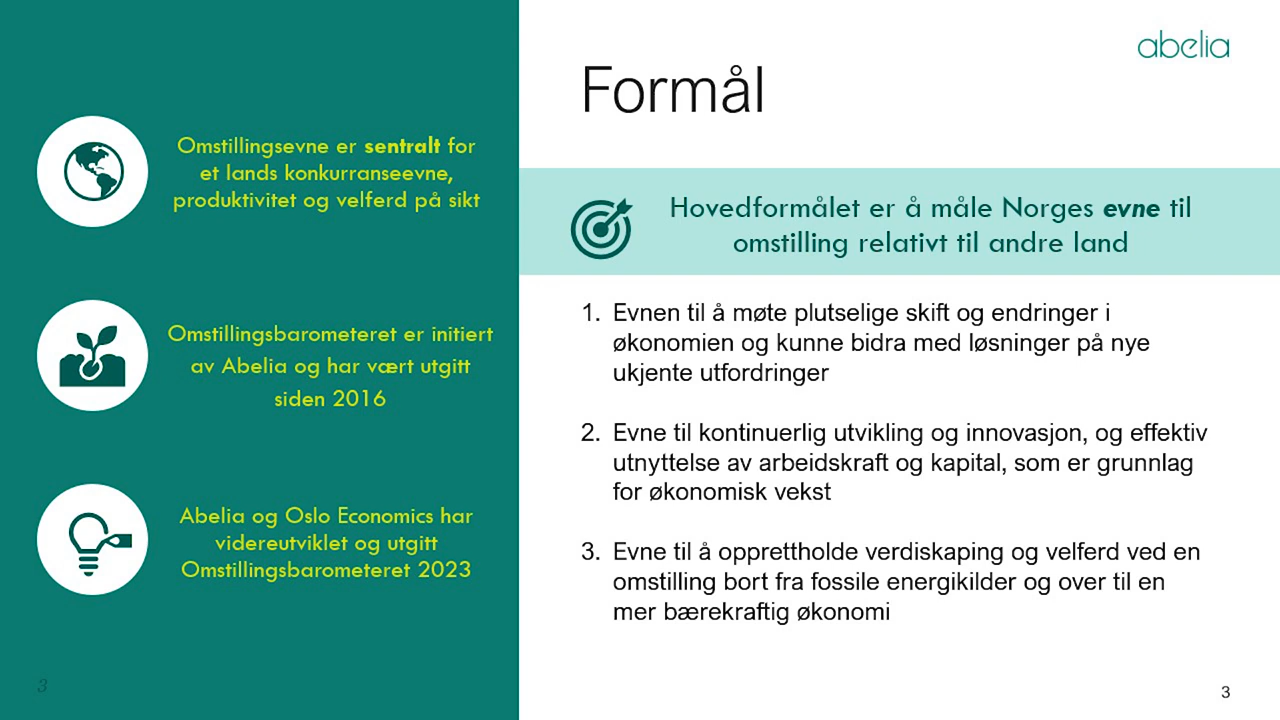 Omstillingsevne er sentralt for
et lands konkurranseevne,
produktivitet og velferd på sikt
Omstillingsbarometeret er initiert
av Abelia og har vært utgitt
siden 2016
Abelia og Oslo Economics har
videreutviklet og utgitt
Omstillingsbarometeret 2023
3
abelia
Formål
Hovedformålet er å måle Norges evne til
omstilling relativt til andre land
1. Evnen til å møte plutselige skift og endringer i
økonomien og kunne bidra med løsninger på nye
ukjente utfordringer
2. Evne til kontinuerlig utvikling og innovasjon, og effektiv
utnyttelse av arbeidskraft og kapital, som er grunnlag
for økonomisk vekst
3. Evne til å opprettholde verdiskaping og velferd ved en
omstilling bort fra fossile energikilder og over til en
mer bærekraftig økonomi
3